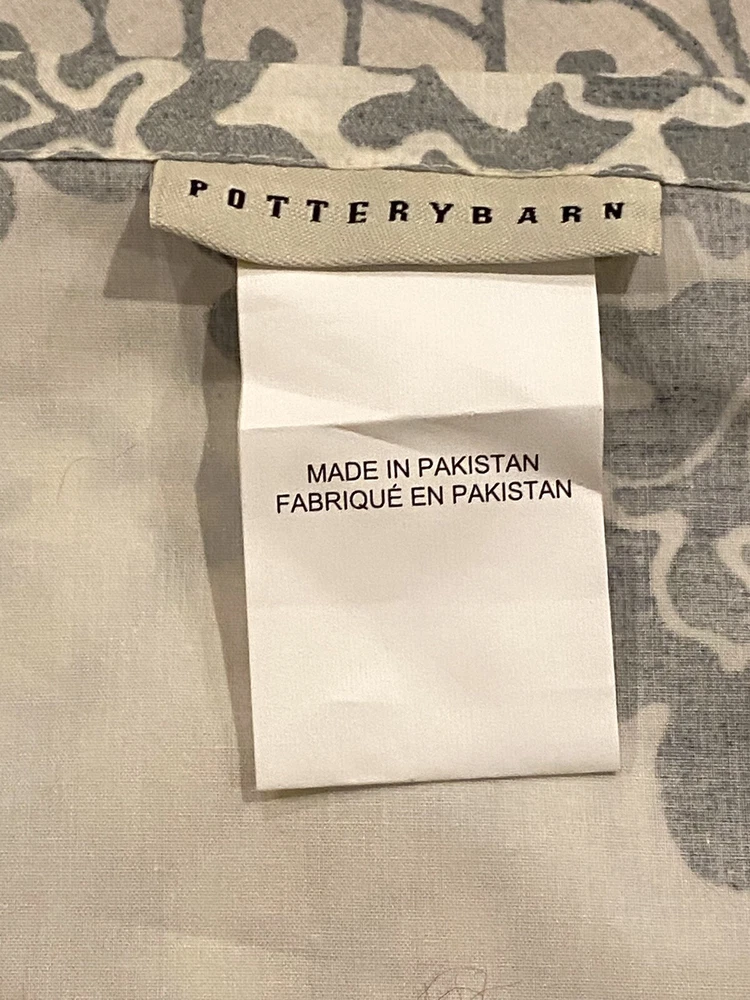 POTTERYBARN
MADE IN PAKISTAN
FABRIQUÉ EN PAKISTAN